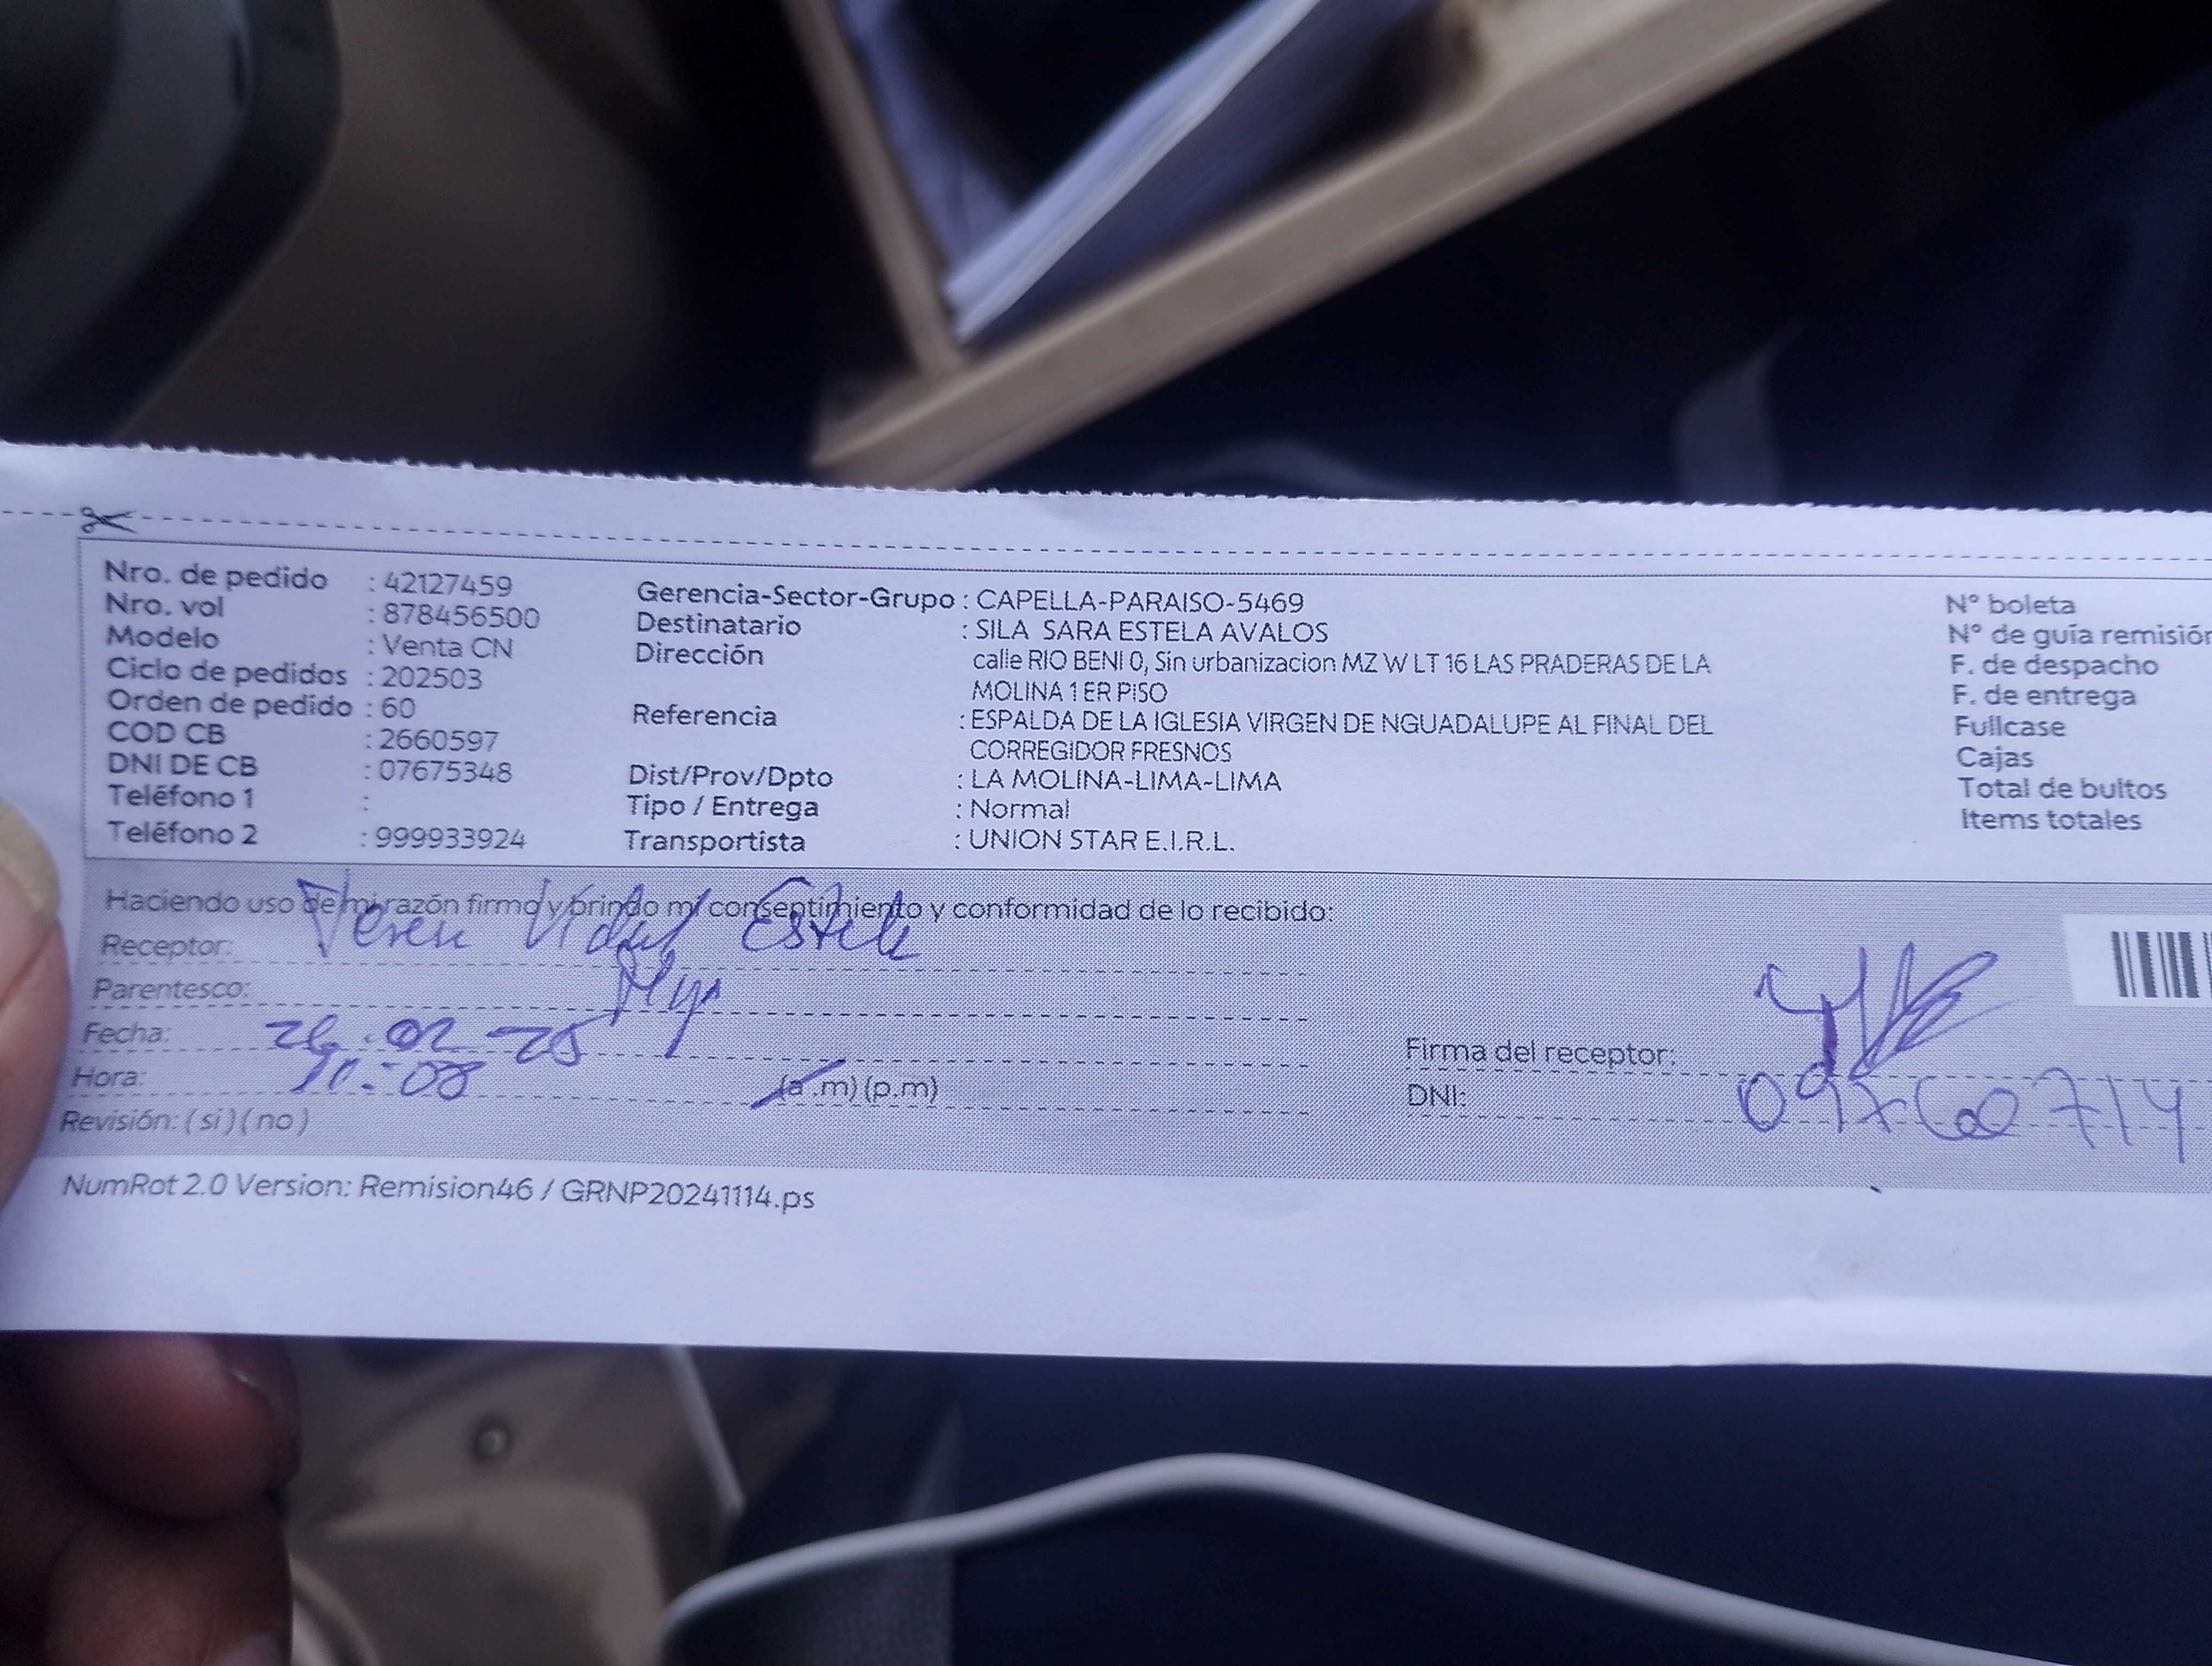 Nro. de pedido : 42127459
Nro. vol : 878456500
Modelo : Venta CN
Ciclo de pedidos : 202503
Orden de pedido : 60
COD CB : 2660597
DNI DE CB : 07675348
Teléfono 1 :
Teléfono 2 : 999933924
Gerencia-Sector-Grupo : CAPELLA-PARAISO-5469
Destinatario : SILA SARA ESTELA AVALOS
Dirección calle RIO BENI 0, Sin urbanizacion MZ W LT 16 LAS PRADERAS DE LA
MOLINA 1 ER PISO
Referencia : ESPALDA DE LA IGLESIA VIRGEN DE NGUADALUPE AL FINAL DEL
CORREGIDOR FRESNOS
Dist/Prov/Dpto : LA MOLINA-LIMA-LIMA
Tipo / Entrega : Normal
Transportista : UNION STAR E.I.R.L.
N° boleta
N° de guía remisión
F. de despacho
F. de entrega
Fullcase
Cajas
Total de bultos
Items totales
Haciendo uso de mi razón firmo y brindo mi consentimiento y conformidad de lo recibido:
Receptor: Vidal Estela
Parentesco:
Fecha: 26.02-25
Hora: (a.m) (p.m)
Revisión: (si) (no)
Firma del receptor:
DNI: 09760714
NumRot 2.0 Version: Remision46 / GRNP20241114.ps